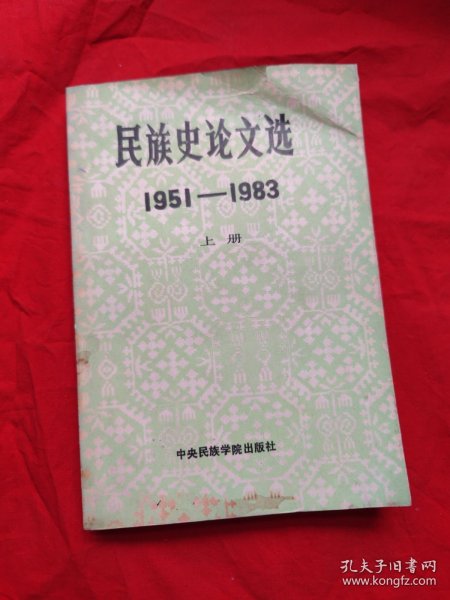 民族史论文选
1951—1983
上册
中央民族学院出版社
孔夫子旧书网
www.kongfz.com